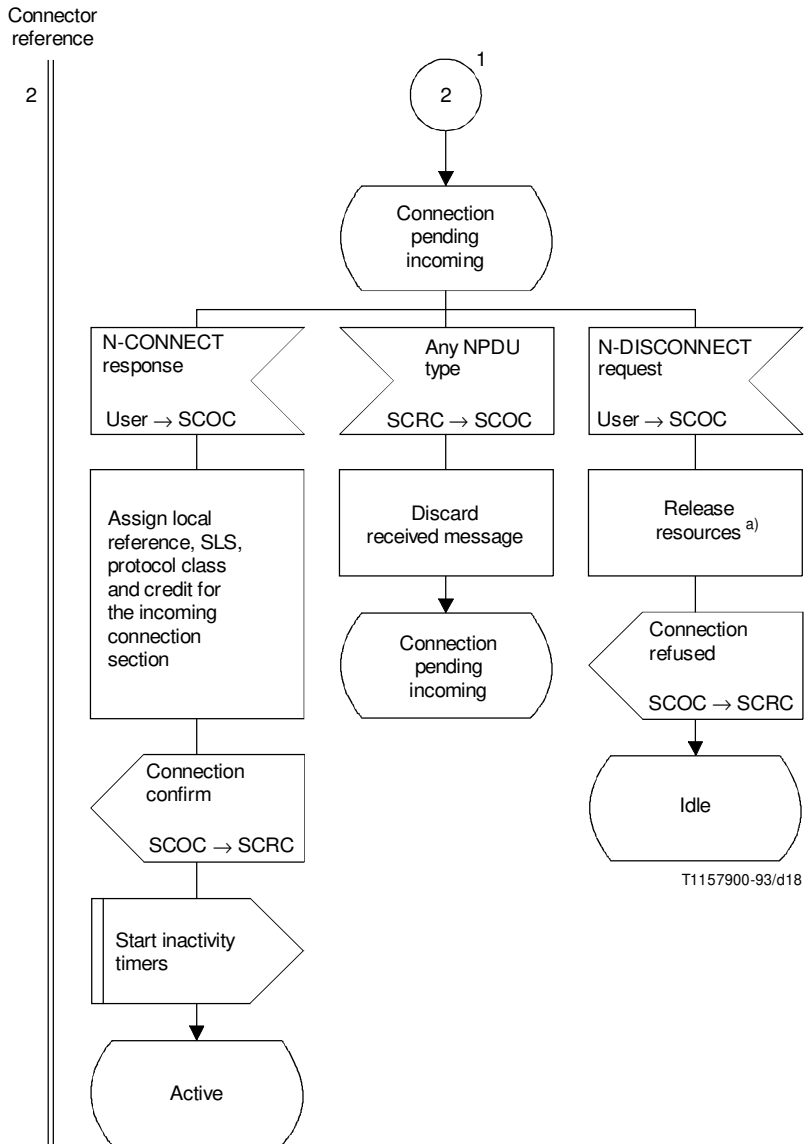 Connector
reference
1
2
2
Connection
pending
incoming
N-CONNECT
response
User → SCOC
Any NPDU
type
SCRC → SCOC
N-DISCONNECT
request
User → SCOC
Assign local
reference, SLS,
protocol class
and credit for
the incoming
connection
section
Discard
received message
Release
resources a)
Connection
pending
incoming
Connection
refused
SCOC → SCRC
Connection
confirm
SCOC → SCRC
Idle
T1157900-93/d18
Start inactivity
timers
Active